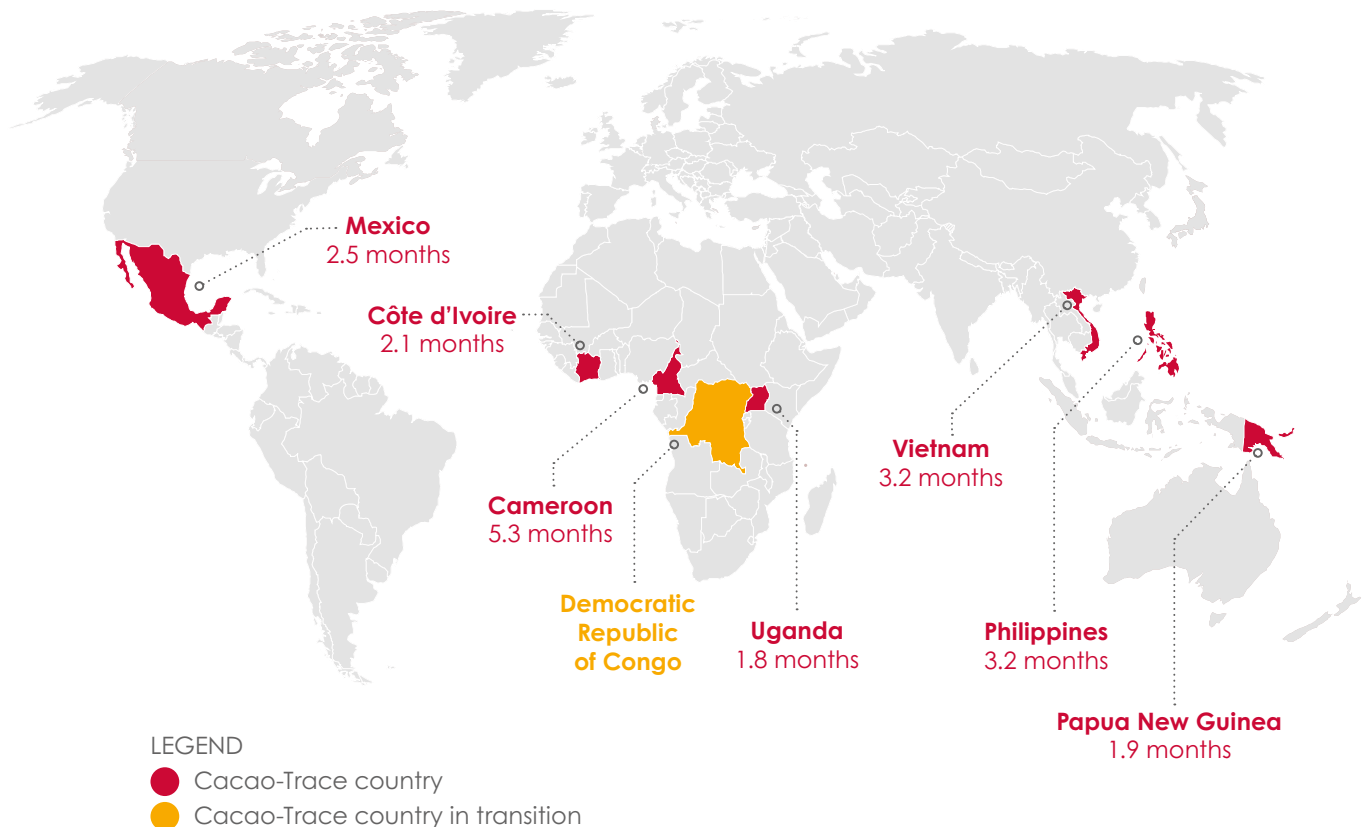 Mexico
2.5 months
Côte d'Ivoire
2.1 months
Cameroon
5.3 months
Democratic
Republic
of Congo
Uganda
1.8 months
Vietnam
3.2 months
Philippines
3.2 months
Papua New Guinea
1.9 months
LEGEND
Cacao-Trace country
Cacao-Trace country in transition